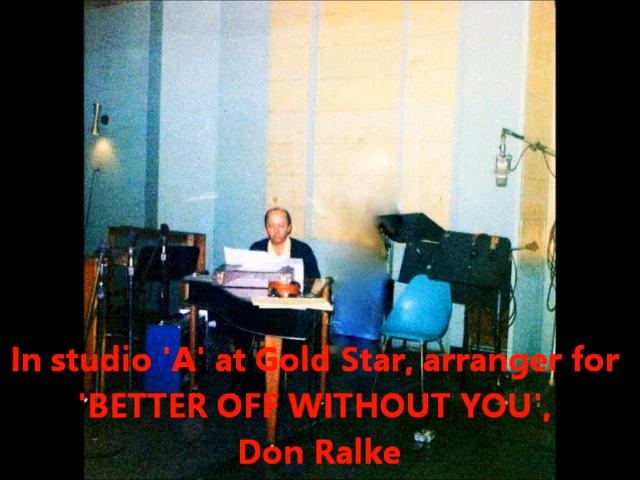 In studio 'A' at Gold Star, arranger for
'BETTER OFF WITHOUT YOU',
Don Ralke